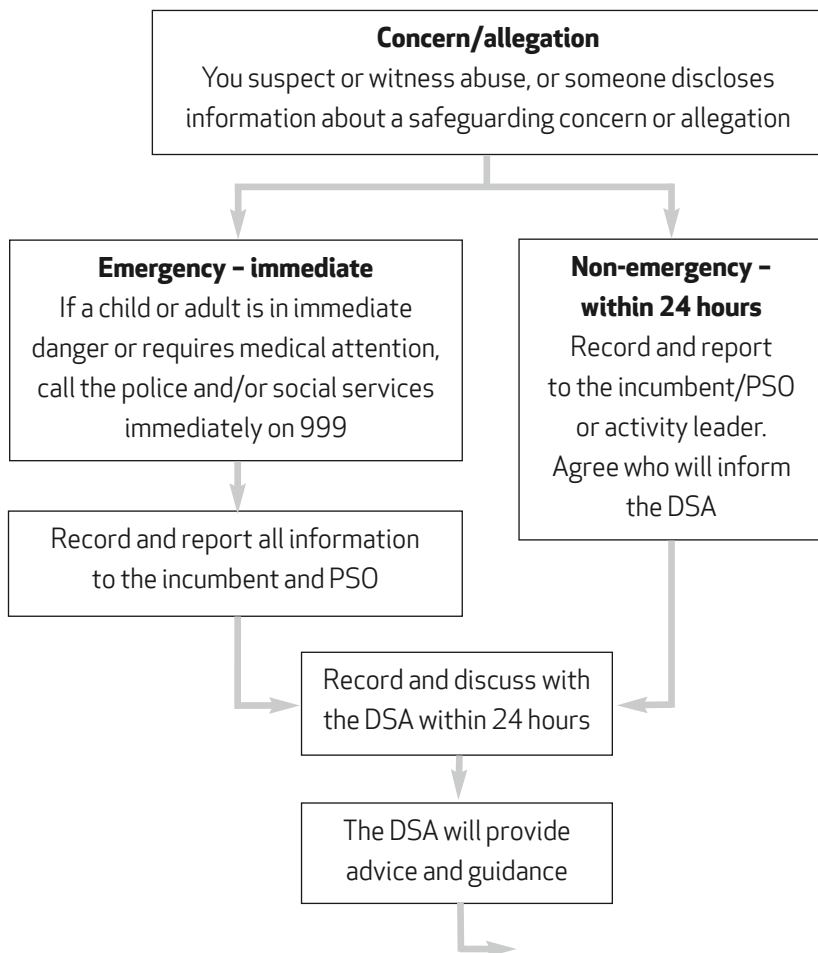 Concern/allegation
You suspect or witness abuse, or someone discloses
information about a safeguarding concern or allegation
Emergency – immediate
If a child or adult is in immediate
danger or requires medical attention,
call the police and/or social services
immediately on 999
Non-emergency –
within 24 hours
Record and report
to the incumbent/PSO
or activity leader.
Agree who will inform
the DSA
Record and report all information
to the incumbent and PSO
Record and discuss with
the DSA within 24 hours
The DSA will provide
advice and guidance